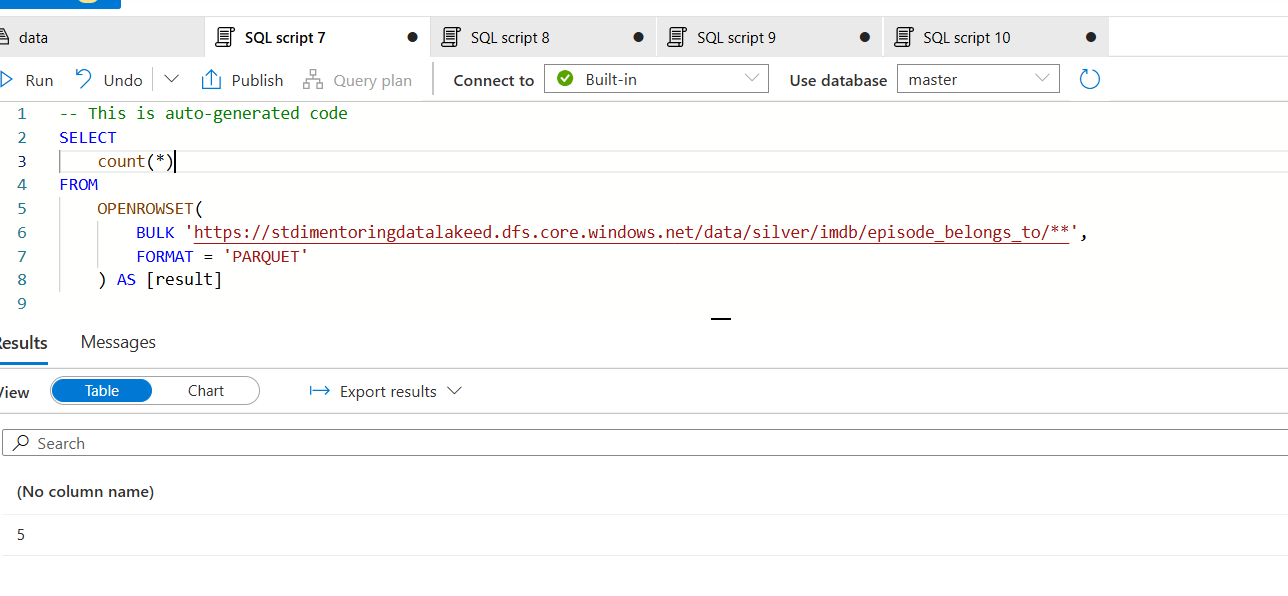 data
SQL script 7
SQL script 8
SQL script 9
SQL script 10
Run
Undo
Publish
Query plan
Connect to
Built-in
Use database
master
1 -- This is auto-generated code
2 SELECT
3 count(*)
4 FROM
5 OPENROWSET(
6 BULK 'https://stdimentoringdatalakeed.dfs.core.windows.net/data/silver/imdb/episode_belongs_to/**',
7 FORMAT = 'PARQUET'
8 ) AS [result]
9
Results
Messages
View
Table
Chart
Export results
Search
(No column name)
5